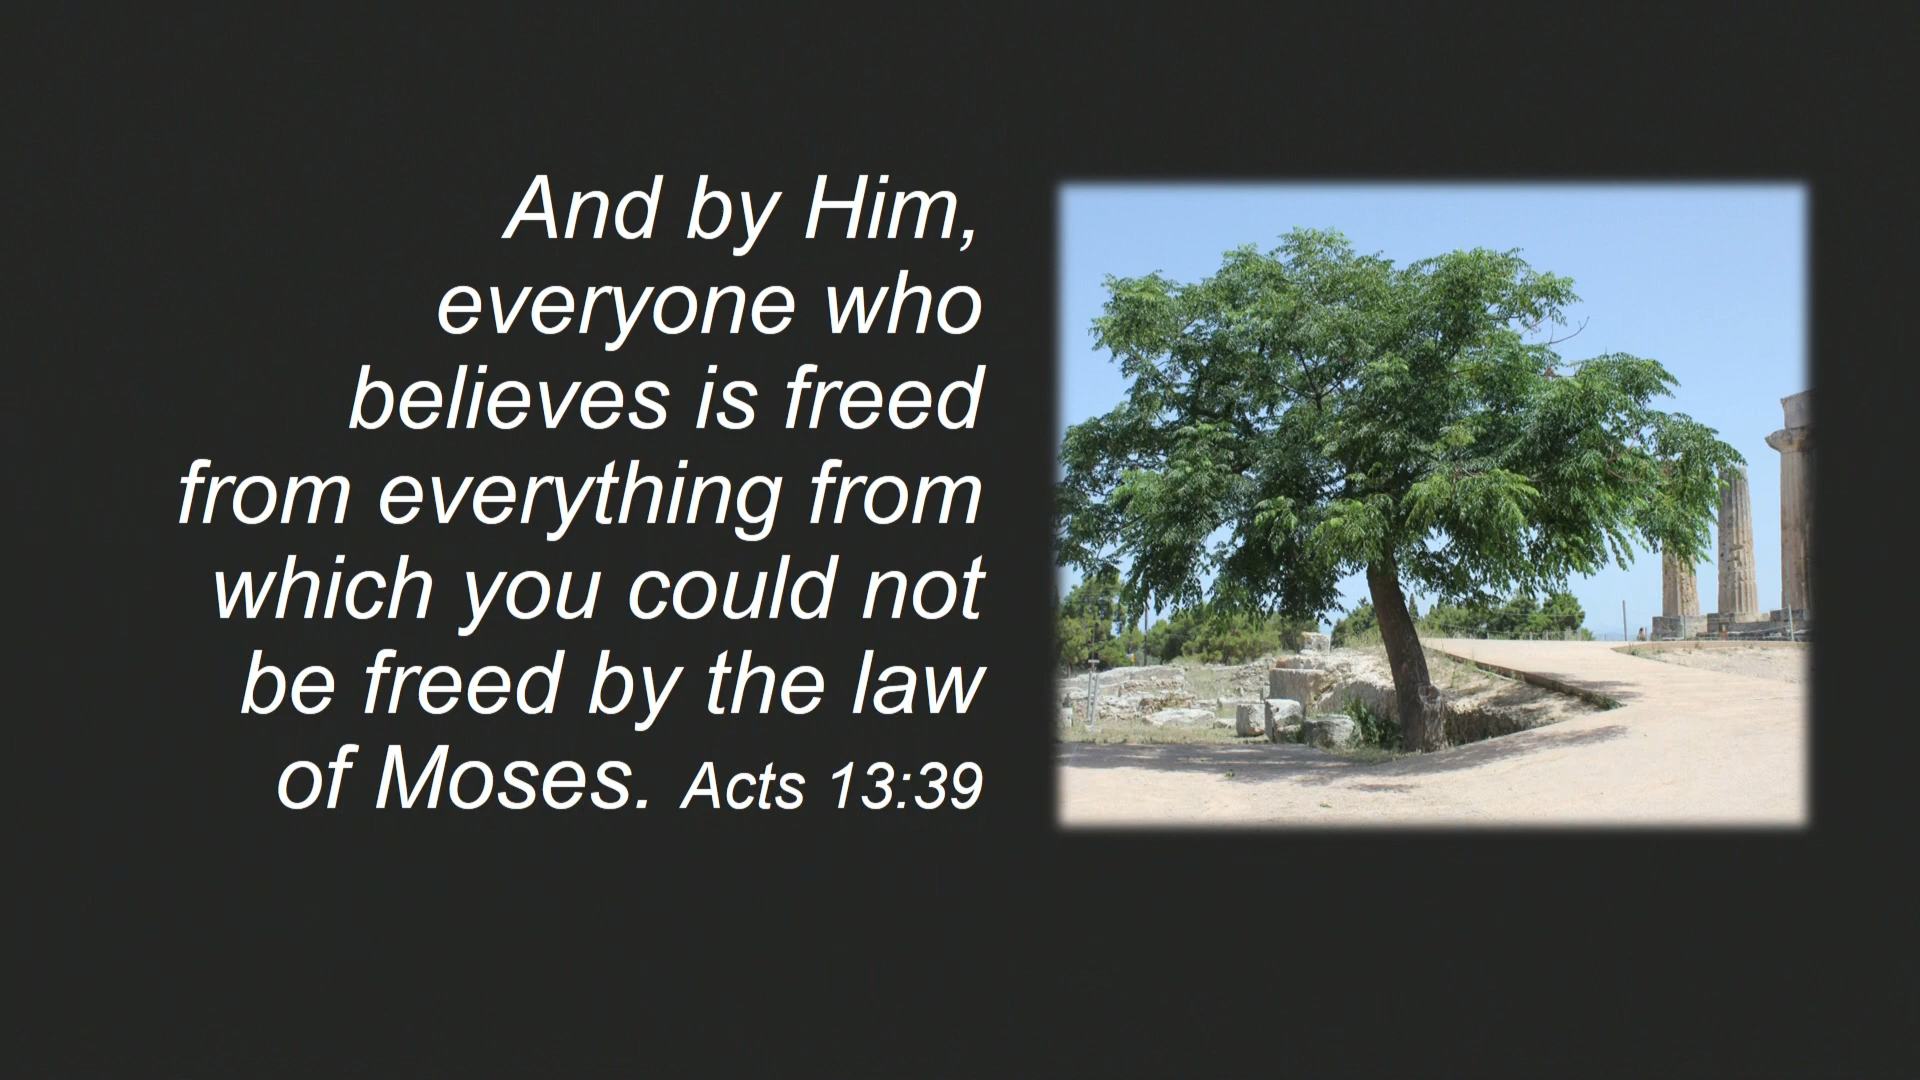 And by Him,
everyone who
believes is freed
from everything from
which you could not
be freed by the law
of Moses. Acts 13:39